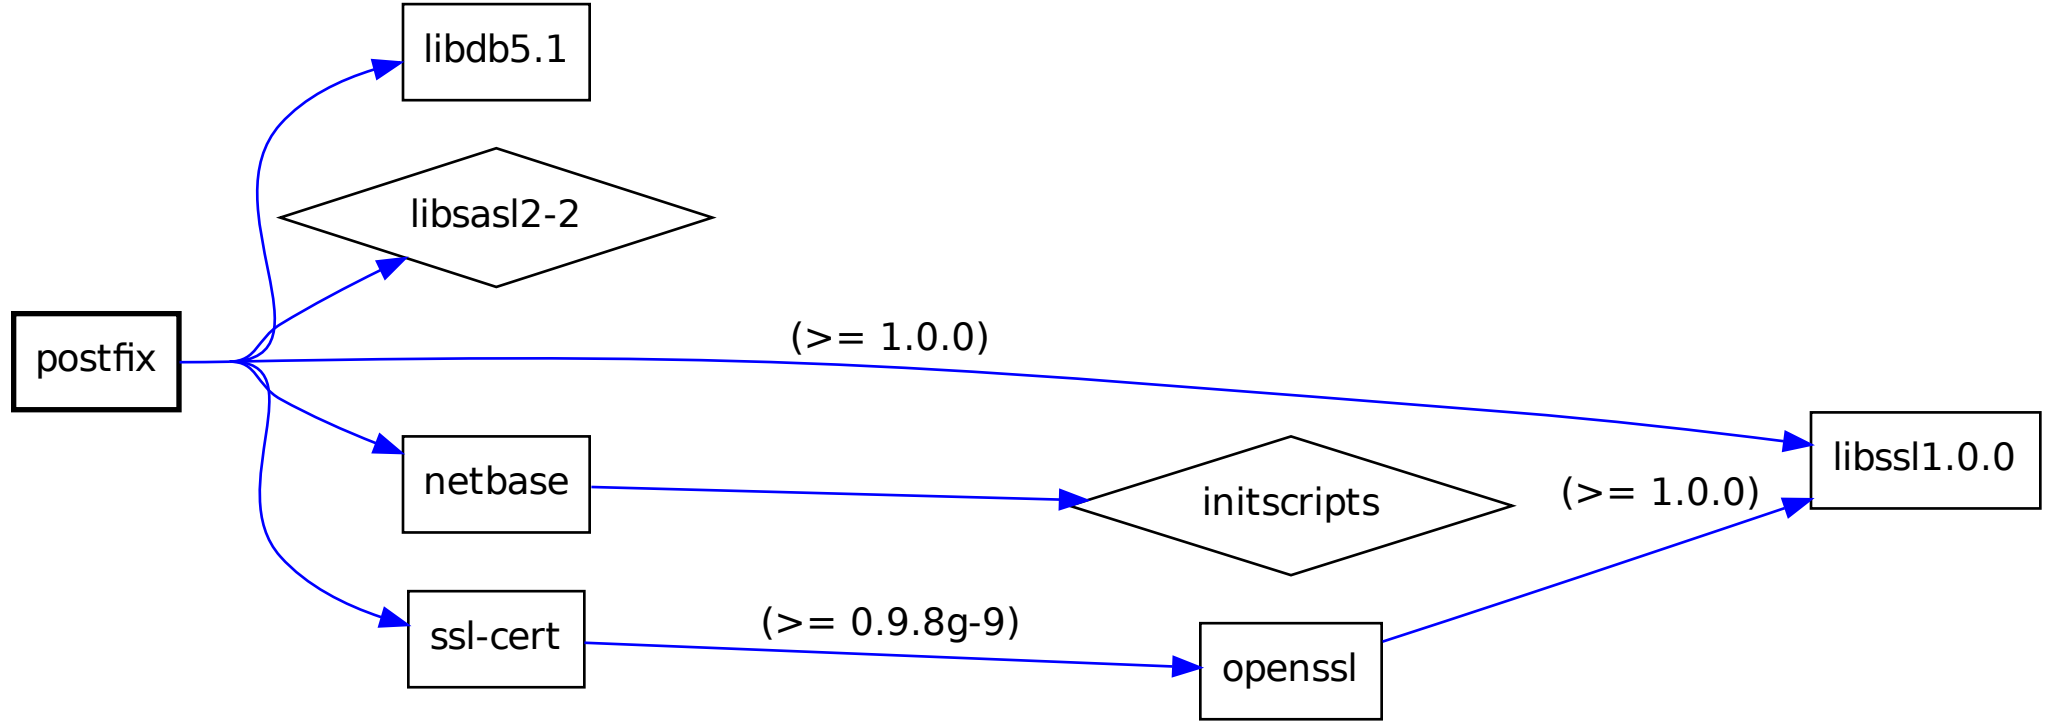 libdb5.1
libsasl2-2
postfix
(>= 1.0.0)
netbase
initscripts
(>= 1.0.0)
libssl1.0.0
ssl-cert
(>= 0.9.8g-9)
openssl